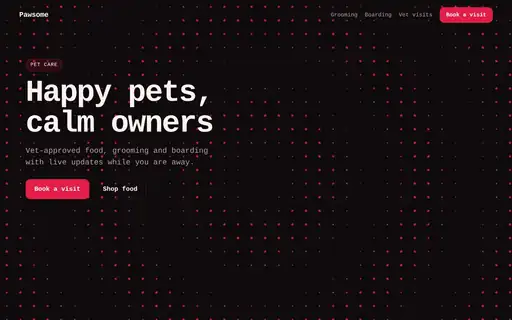 Pawsome
Grooming Boarding Vet visits Book a visit
PET CARE
Happy pets,
calm owners
Vet-approved food, grooming and boarding
with live updates while you are away.
Book a visit Shop food